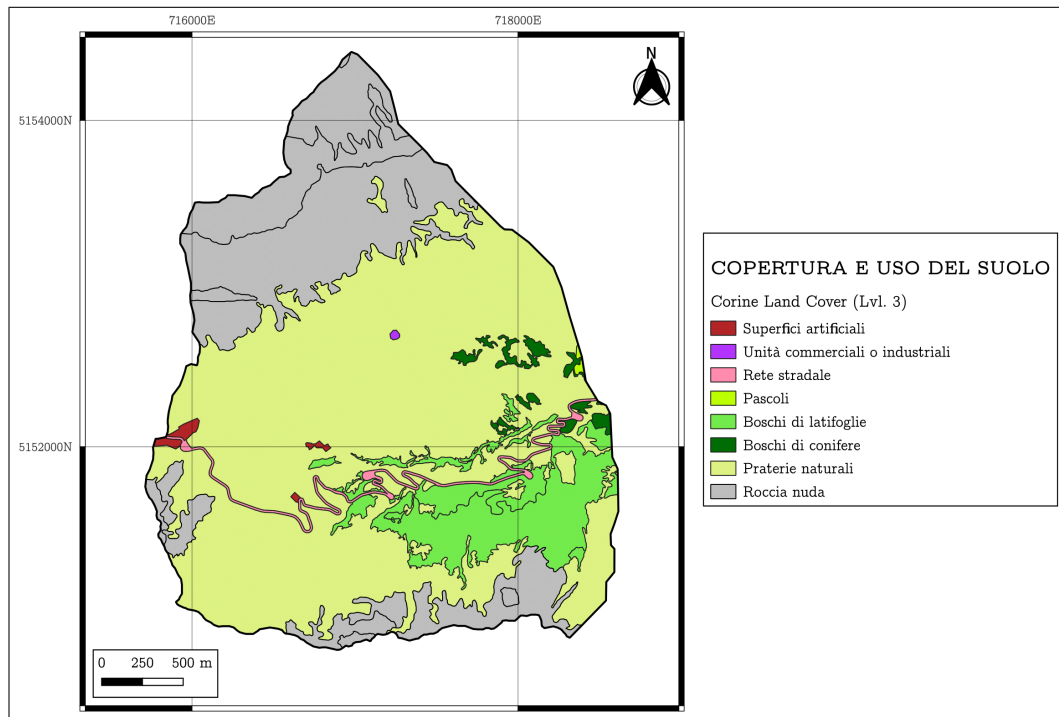 716000E 718000E
N
5154000N
5152000N
0 250 500 m
COPERTURA E USO DEL SUOLO
Corine Land Cover (Lvl. 3)
Superfici artificiali
Unità commerciali o industriali
Rete stradale
Pascoli
Boschi di latifoglie
Boschi di conifere
Praterie naturali
Roccia nuda